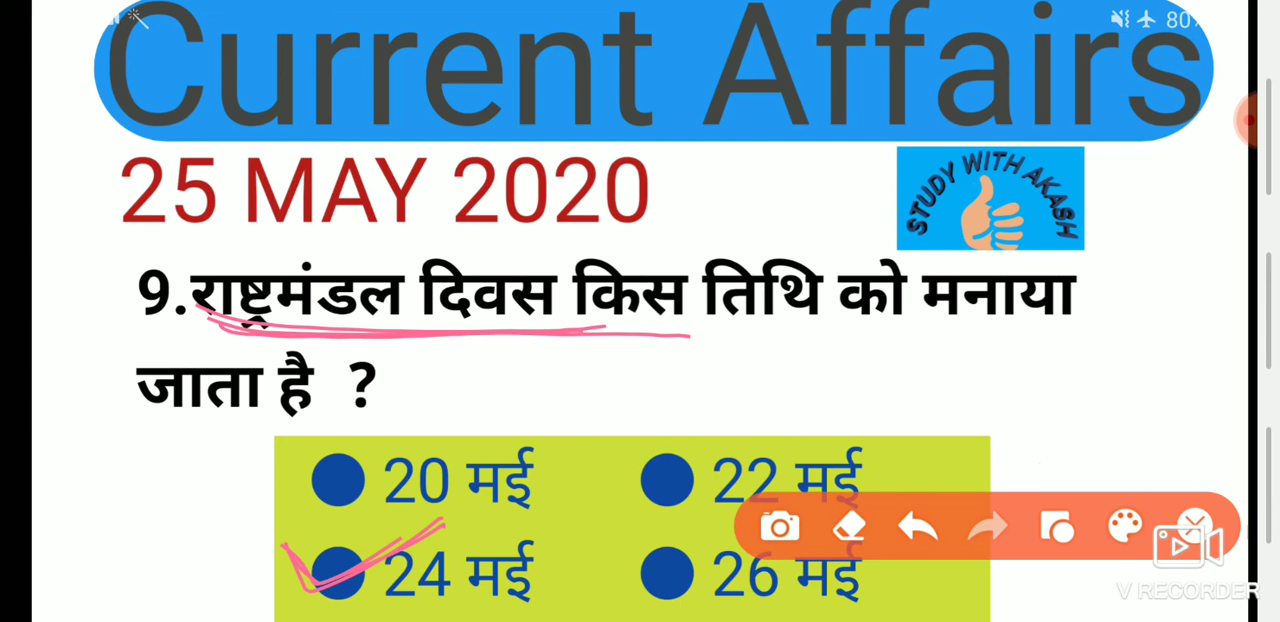 Current Affairs
80%
25 MAY 2020
STUDY WITH AKASH
9.राष्ट्रमंडल दिवस किस तिथि को मनाया
जाता है ?
20 मई
22 मई
24 मई
26 मई
V RECORDER